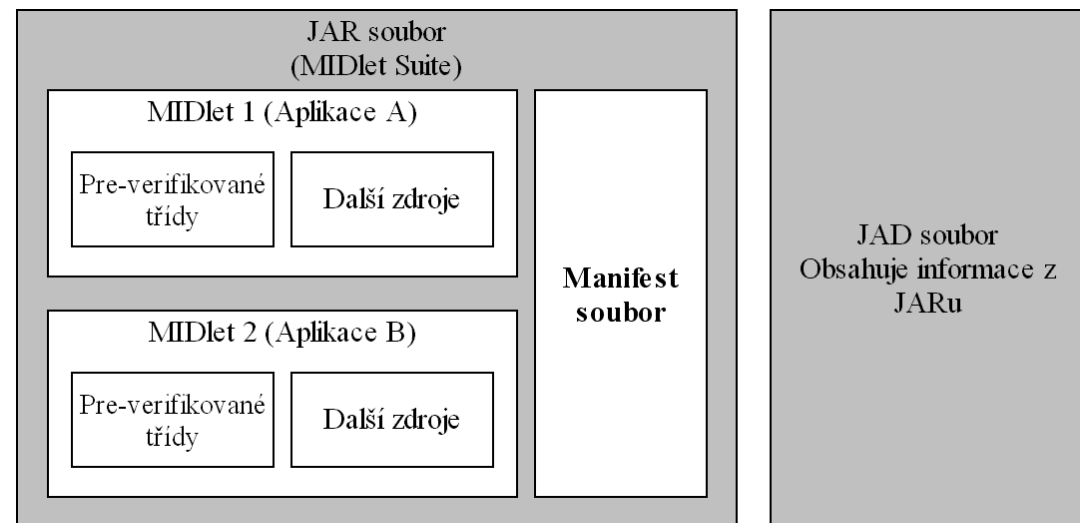 JAR soubor
(MIDlet Suite)
MIDlet 1 (Aplikace A)
Pre-verifikované
třídy
Další zdroje
MIDlet 2 (Aplikace B)
Pre-verifikované
třídy
Další zdroje
Manifest
soubor
JAD soubor
Obsahuje informace z
JARu